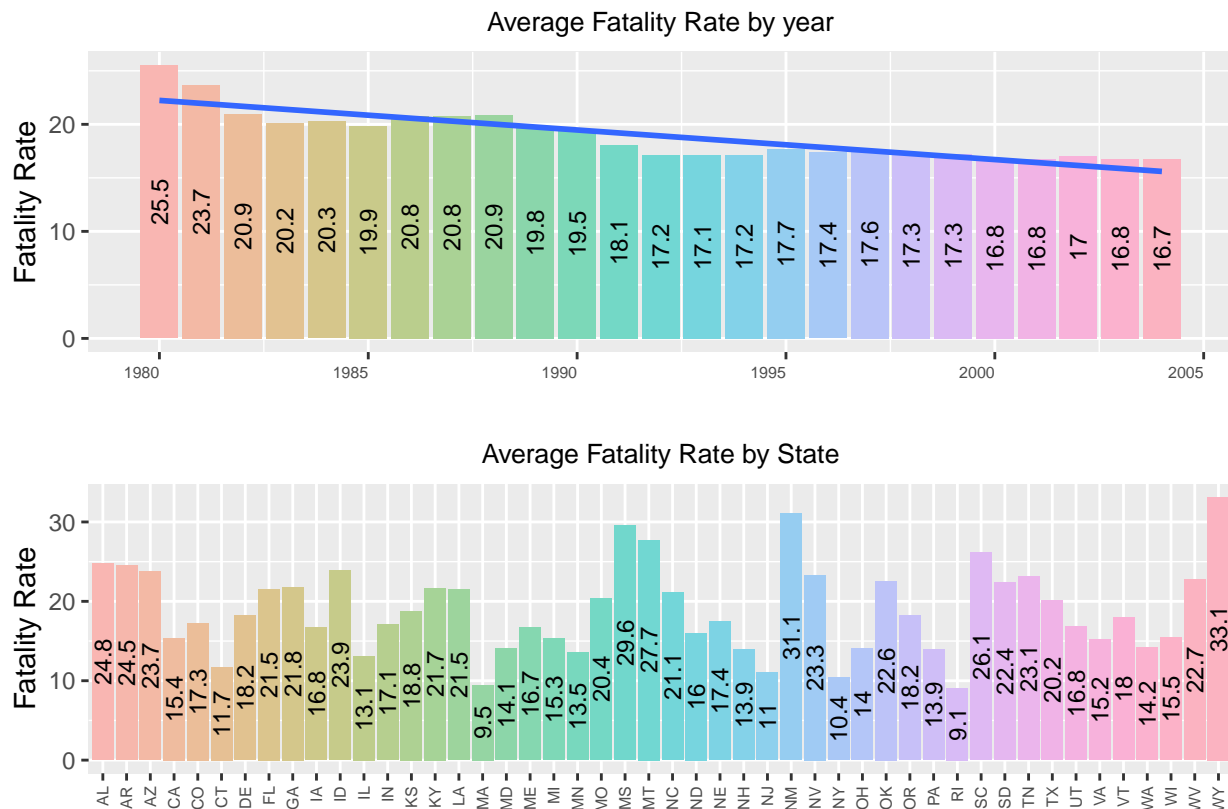 Average Fatality Rate by year
Fatality Rate
20
10
0
25.5 23.7 20.9 20.2 20.3 19.9 20.8 20.8 20.9 19.8 19.5 18.1 17.2 17.1 17.2 17.7 17.4 17.6 17.3 17.3 16.8 16.8 17 16.8 16.7
1980 1985 1990 1995 2000 2005
Average Fatality Rate by State
Fatality Rate
30
20
10
0
24.8 24.5 23.7 15.4 17.3 11.7 18.2 21.5 21.8 16.8 23.9 13.1 17.1 18.8 21.7 21.5 9.5 14.1 16.7 15.3 13.5 20.4 29.6 27.7 21.1 16 17.4 13.9 11 31.1 23.3 10.4 14 22.6 18.2 13.9 9.1 26.1 22.4 23.1 20.2 16.8 15.2 18 14.2 15.5 22.7 33.1
AL AR AZ CA CO CT DE FL GA IA ID IL IN KS KY LA MA MD ME MI MN MO MS MT NC ND NE NH NJ NM NV NY OH OK OR PA RI SC SD TN TX UT VA VT WA WI WV WY